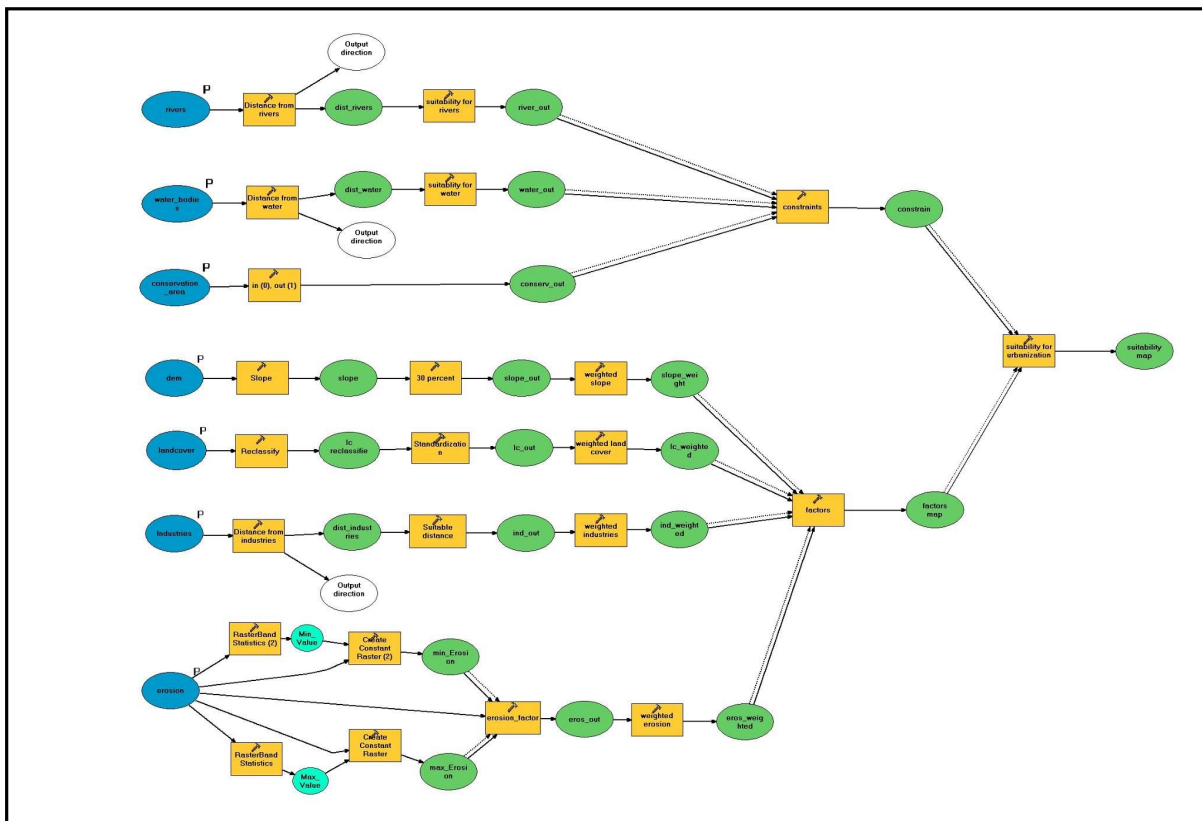 Output
direction
P
rivers
Distance from
rivers
dist_rivers
suitability for
rivers
river_out
P
water_bodie
s
Distance from
water
dist_water
suitablity for
water
water_out
Output
direction
constraints
constrain
P
conservation
_area
in (0), out (1)
conserv_out
suitability for
urbanization
suitability
map
P
dem
Slope
slope
30 percent
slope_out
weighted
slope
slope_wei
ght
P
landcover
Reclassify
lc
reclassifie
Standardizatio
n
lc_out
weighted land
cover
lc_weighte
d
factors
factors
map
P
Industries
Distance from
industries
dist_indust
ries
Suitable
distance
ind_out
weighted
industries
ind_weight
ed
Output
direction
RasterBand
Statistics (2)
Min_
Value
Create
Constant
Raster (2)
min_Erosi
on
P
erosion
erosion_factor
eros_out
weighted
erosion
eros_weig
hted
RasterBand
Statistics
Max_
Value
Create
Constant
Raster
max_Erosi
on